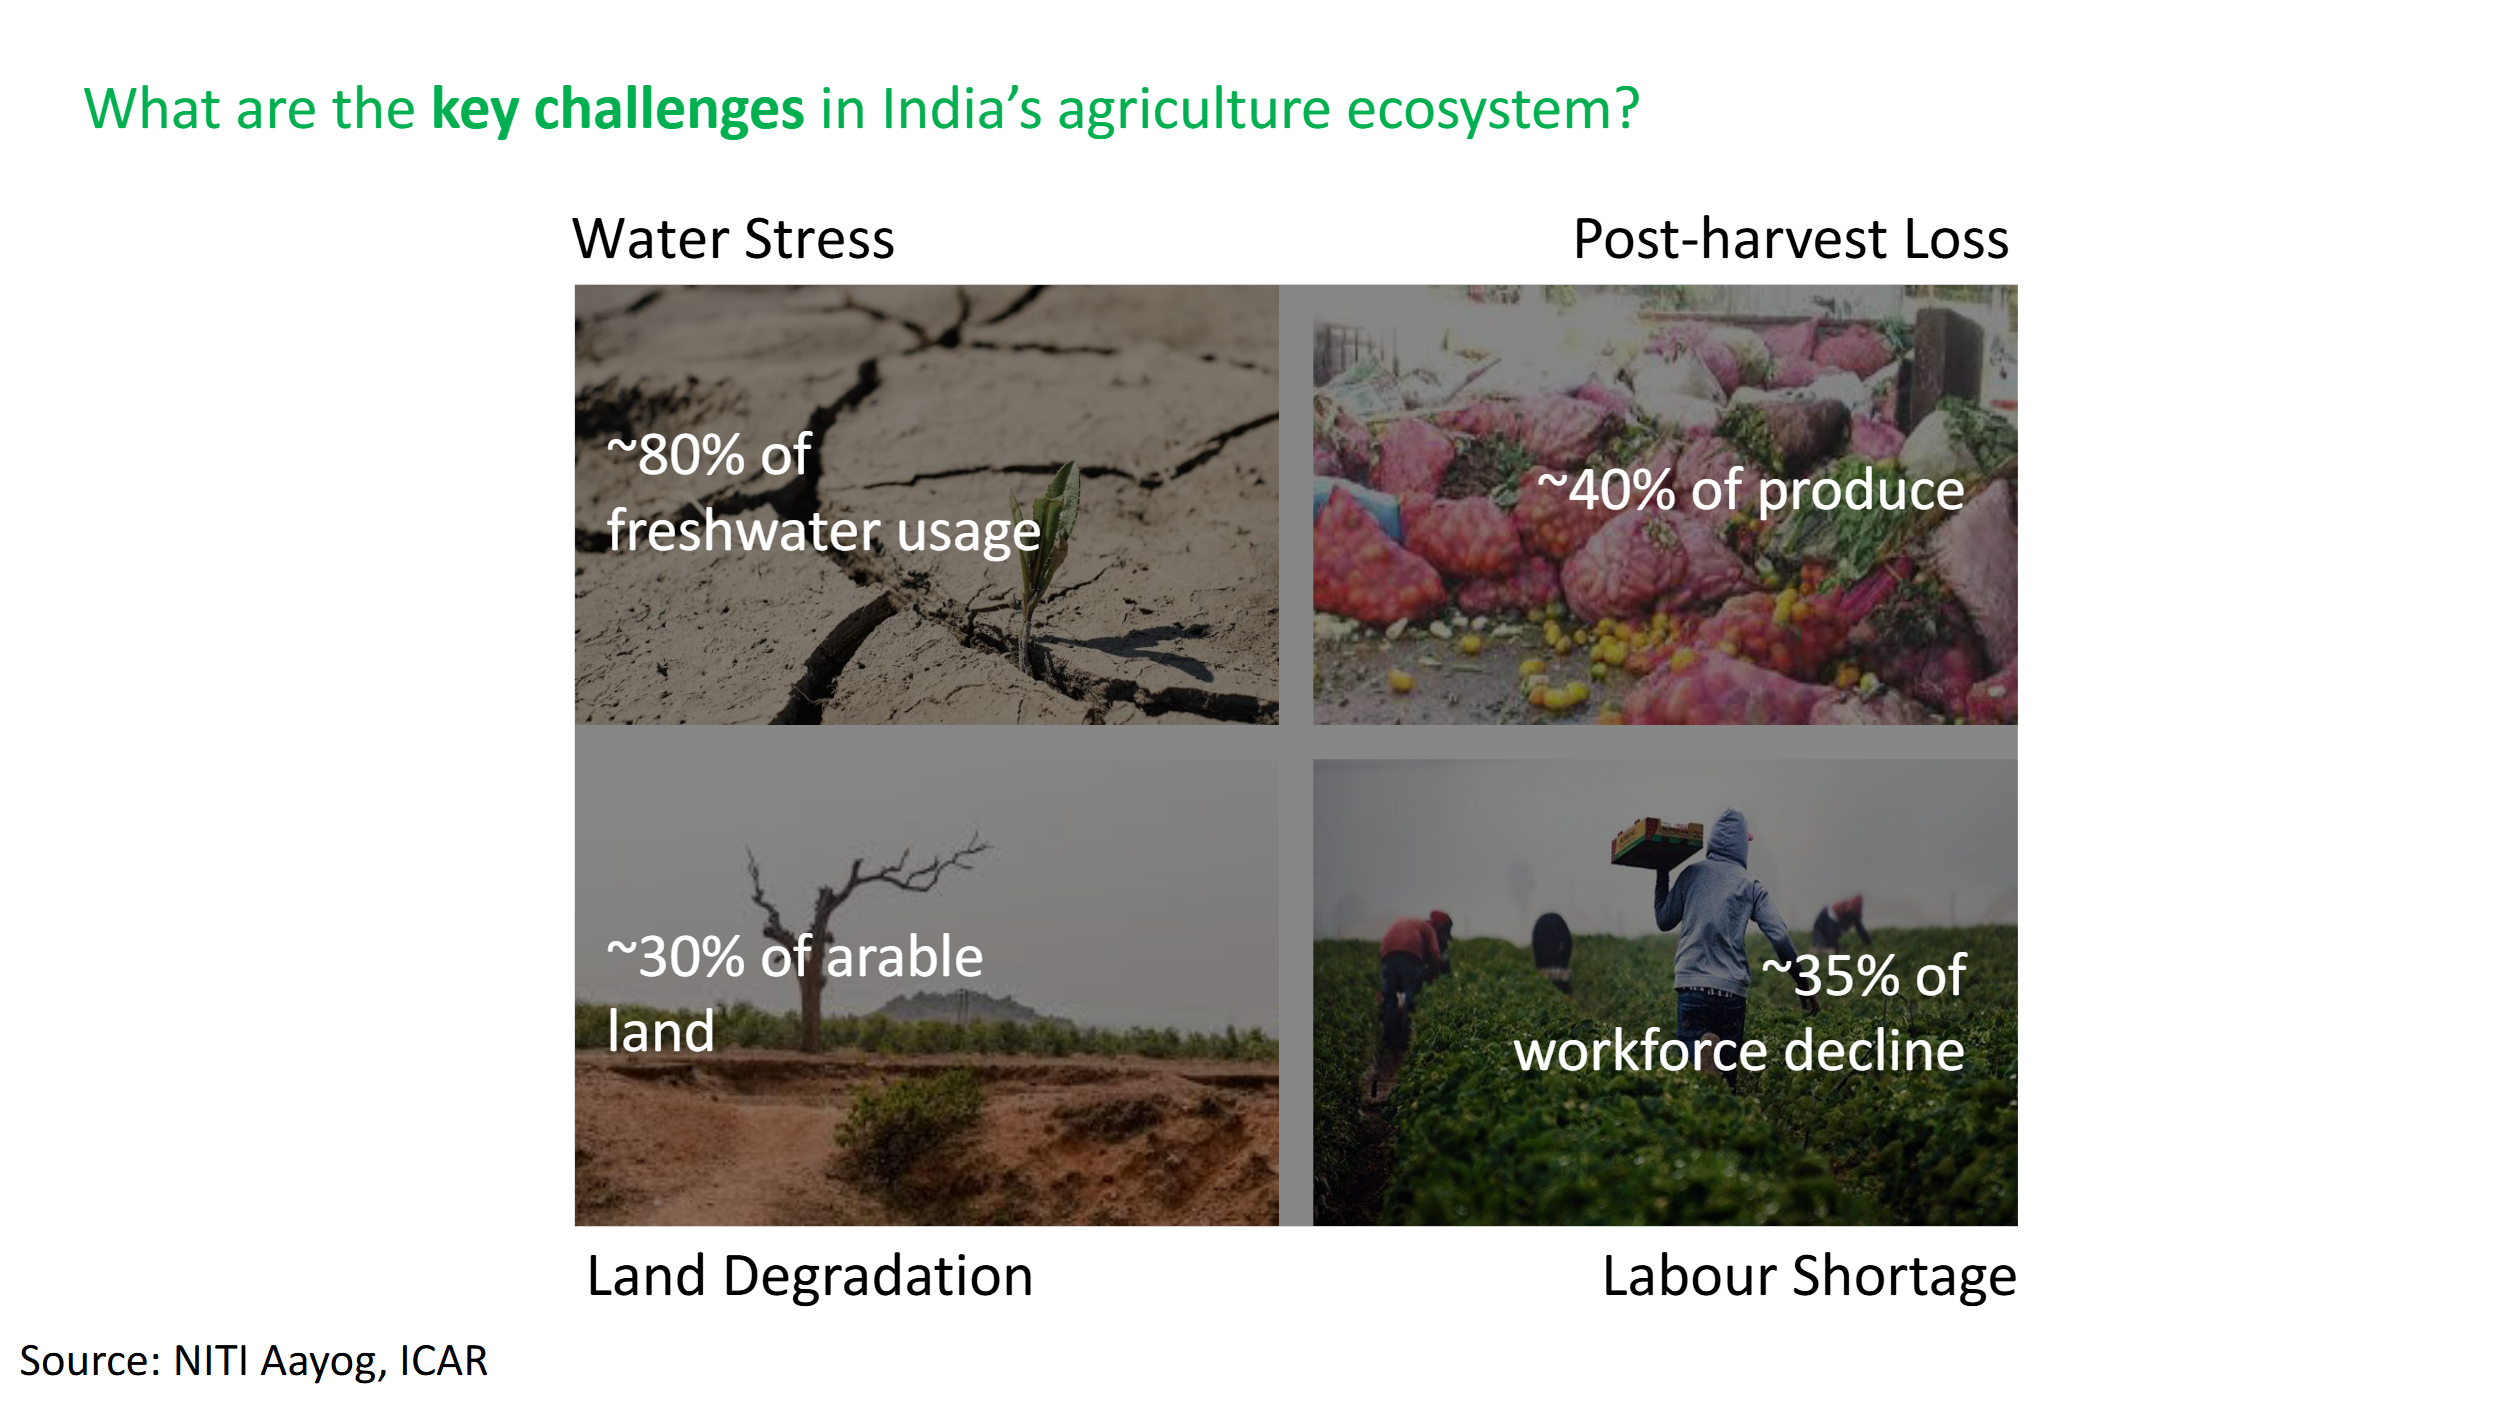 What are the key challenges in India’s agriculture ecosystem?
Water Stress
Post-harvest Loss
~80% of
freshwater usage
~40% of produce
~30% of arable
land
~35% of
workforce decline
Land Degradation
Labour Shortage
Source: NITI Aayog, ICAR